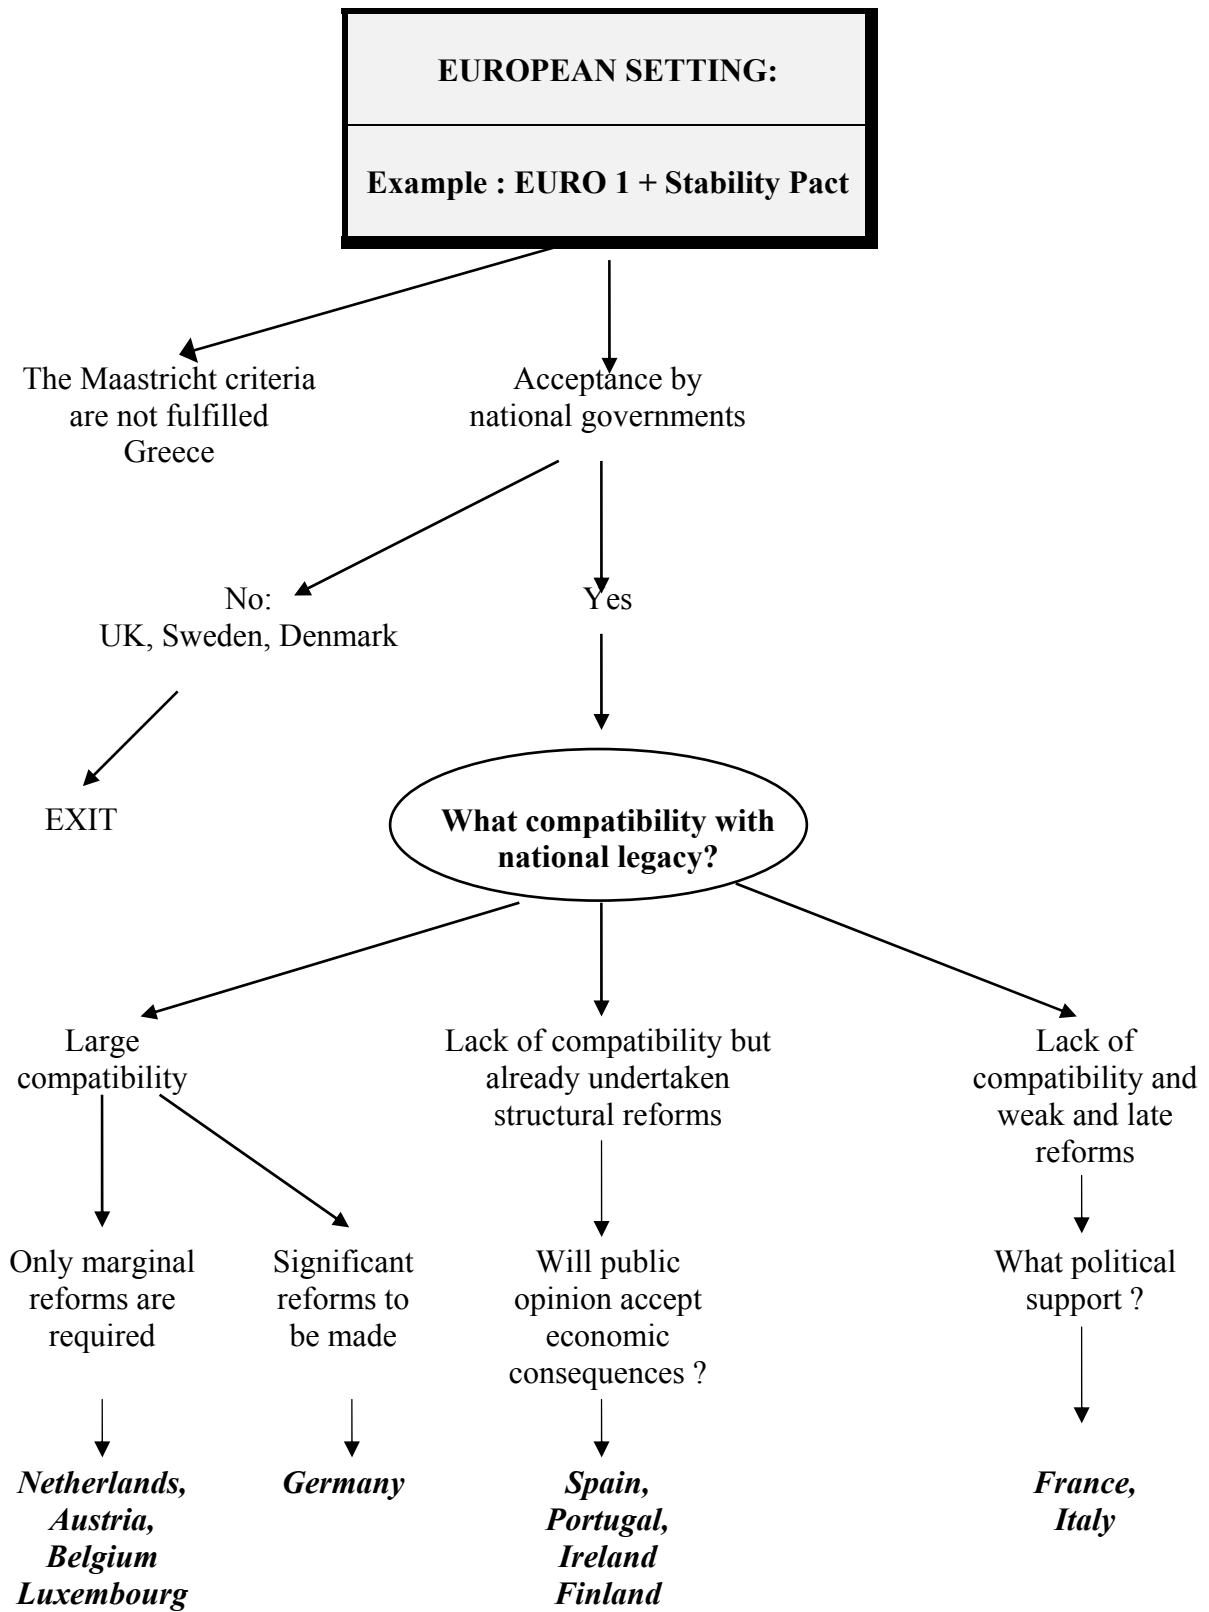 EUROPEAN SETTING:
Example : EURO 1 + Stability Pact
The Maastricht criteria
are not fulfilled
Greece
Acceptance by
national governments
No:
UK, Sweden, Denmark
Yes
EXIT
What compatibility with
national legacy?
Large
compatibility
Lack of compatibility but
already undertaken
structural reforms
Lack of
compatibility and
weak and late
reforms
Only marginal
reforms are
required
Significant
reforms to
be made
Will public
opinion accept
economic
consequences ?
What political
support ?
Netherlands,
Austria,
Belgium
Luxembourg
Germany
Spain,
Portugal,
Ireland
Finland
France,
Italy